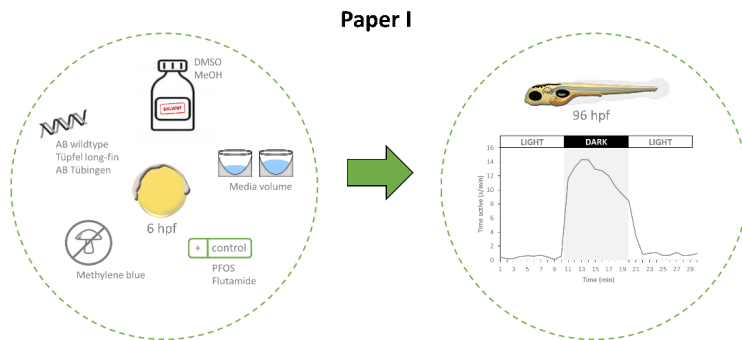 Paper I
DMSO
MeOH
SOLVENT
AB wildtype
Tüpfel long-fin
AB Tübingen
Media volume
6 hpf
Methylene blue
+ control
PFOS
Flutamide
96 hpf
LIGHT DARK LIGHT
Time active (s/min)
16
14
12
10
8
6
4
2
0
1 3 5 7 9 11 13 15 17 19 21 23 25 27 29
Time (min)